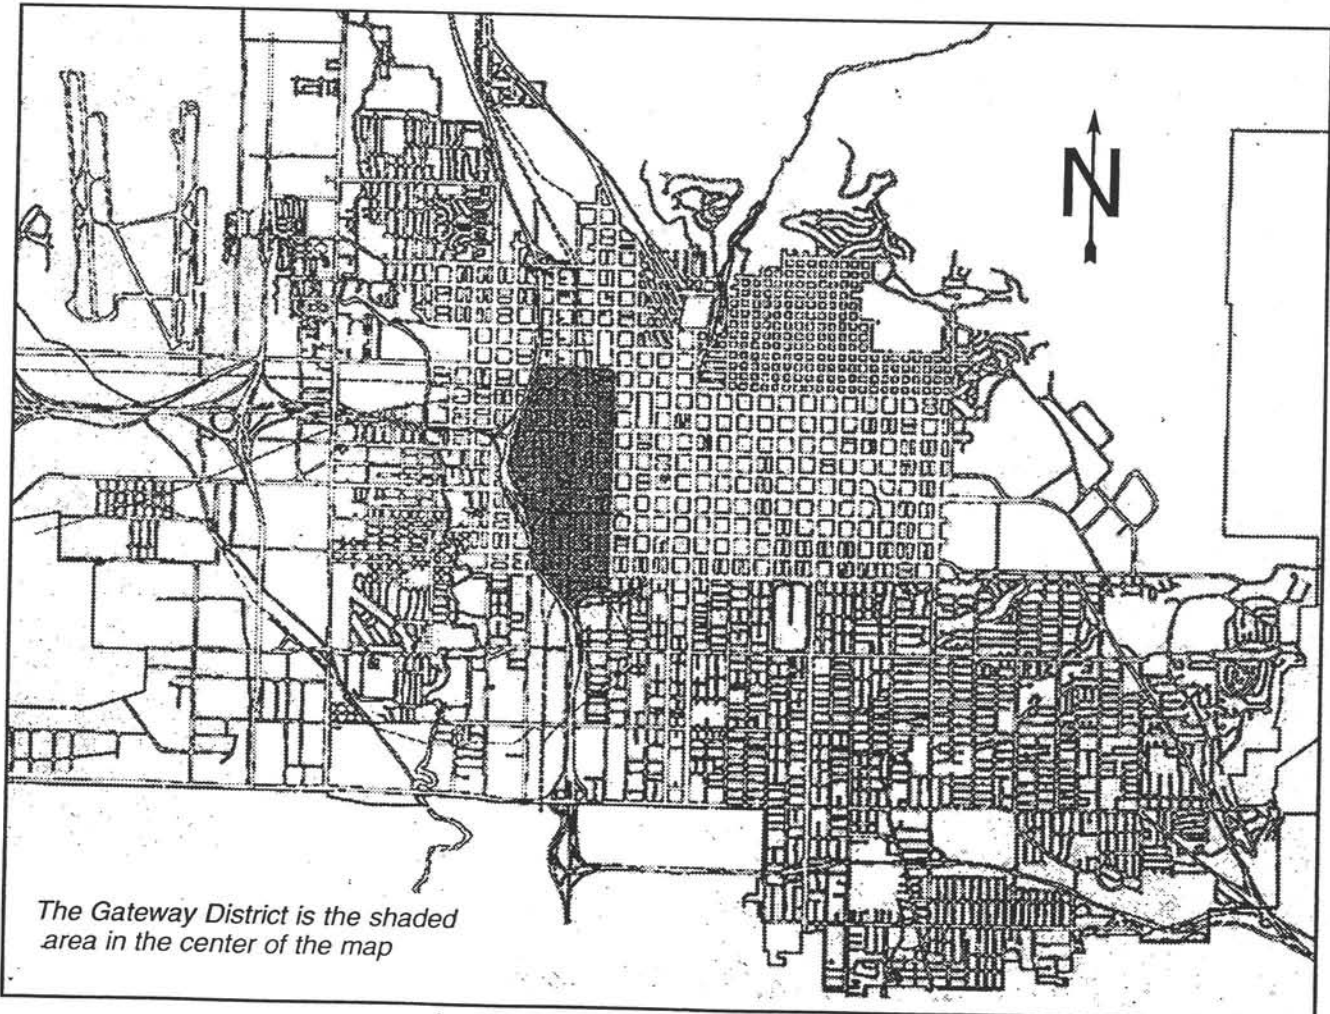 N
The Gateway District is the shaded
area in the center of the map